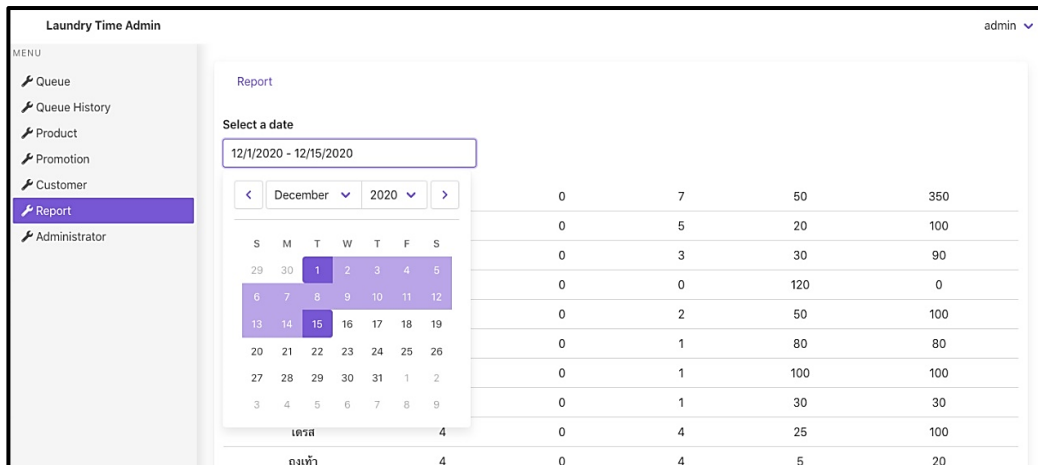 Laundry Time Admin
admin
MENU
Queue
Queue History
Product
Promotion
Customer
Report
Administrator
Report
Select a date
12/1/2020 - 12/15/2020
December 2020
S M T W T F S
29 30 1 2 3 4 5
6 7 8 9 10 11 12
13 14 15 16 17 18 19
20 21 22 23 24 25 26
27 28 29 30 31 1 2
3 4 5 6 7 8 9
0 7 50 350
0 5 20 100
0 3 30 90
0 0 120 0
0 2 50 100
0 1 80 80
0 1 100 100
0 1 30 30
เดรส 4 0 4 25 100
ถุงเท้า 4 0 4 5 20